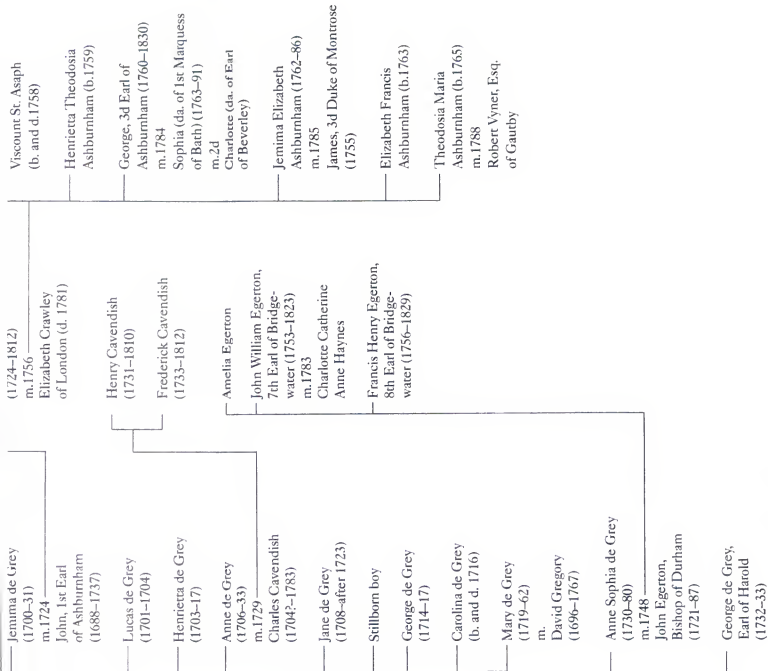 Jemima de Grey
(1700–31)
m.1724
John, 1st Earl
of Ashburnham
(1688–1737)
Lucas de Grey
(1701–1704)
Henrietta de Grey
(1703–17)
Anne de Grey
(1706–33)
m.1729
Charles Cavendish
(1704?–1783)
Jane de Grey
(1708–after 1723)
Stillborn boy
George de Grey
(1714–17)
Carolina de Grey
(b. and d. 1716)
Mary de Grey
(1719–62)
m.
David Gregory
(1696–1767)
Anne Sophia de Grey
(1730–80)
m.1748
John Egerton,
Bishop of Durham
(1721–87)
George de Grey,
Earl of Harold
(1732–33)
(1724–1812)
m.1756
Elizabeth Crawley
of London (d. 1781)
Henry Cavendish
(1731–1810)
Frederick Cavendish
(1733–1812)
Amelia Egerton
John William Egerton,
7th Earl of Bridge-
water (1753–1823)
m.1783
Charlotte Catherine
Anne Haynes
Francis Henry Egerton,
8th Earl of Bridge-
water (1756–1829)
Viscount St. Asaph
(b. and d.1758)
Henrietta Theodosia
Ashburnham (b.1759)
George, 3d Earl of
Ashburnham (1760–1830)
m.1784
Sophia (da. of 1st Marquess
of Bath) (1763–91)
m.2d
Charlotte (da. of Earl
of Beverley)
Jemima Elizabeth
Ashburnham (1762–86)
m.1785
James, 3d Duke of Montrose
(1755)
Elizabeth Francis
Ashburnham (b.1763)
Theodosia Maria
Ashburnham (b.1765)
m.1788
Robert Vyner, Esq.
of Gautby